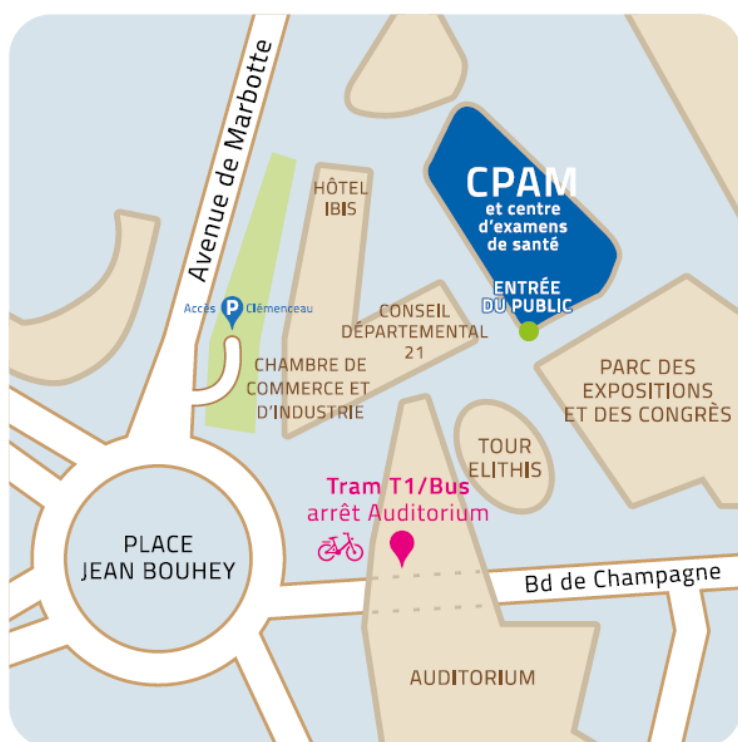 Avenue de Marbotte
HÔTEL
IBIS
CPAM
et centre
d'examens
de santé
ENTRÉE
DU PUBLIC
Accès P Clémenceau
CONSEIL
DÉPARTEMENTAL
21
CHAMBRE DE
COMMERCE ET
D'INDUSTRIE
PARC DES
EXPOSITIONS
ET DES CONGRÈS
TOUR
ELITHIS
Tram T1/Bus
arrêt Auditorium
PLACE
JEAN BOUHEY
Bd de Champagne
AUDITORIUM